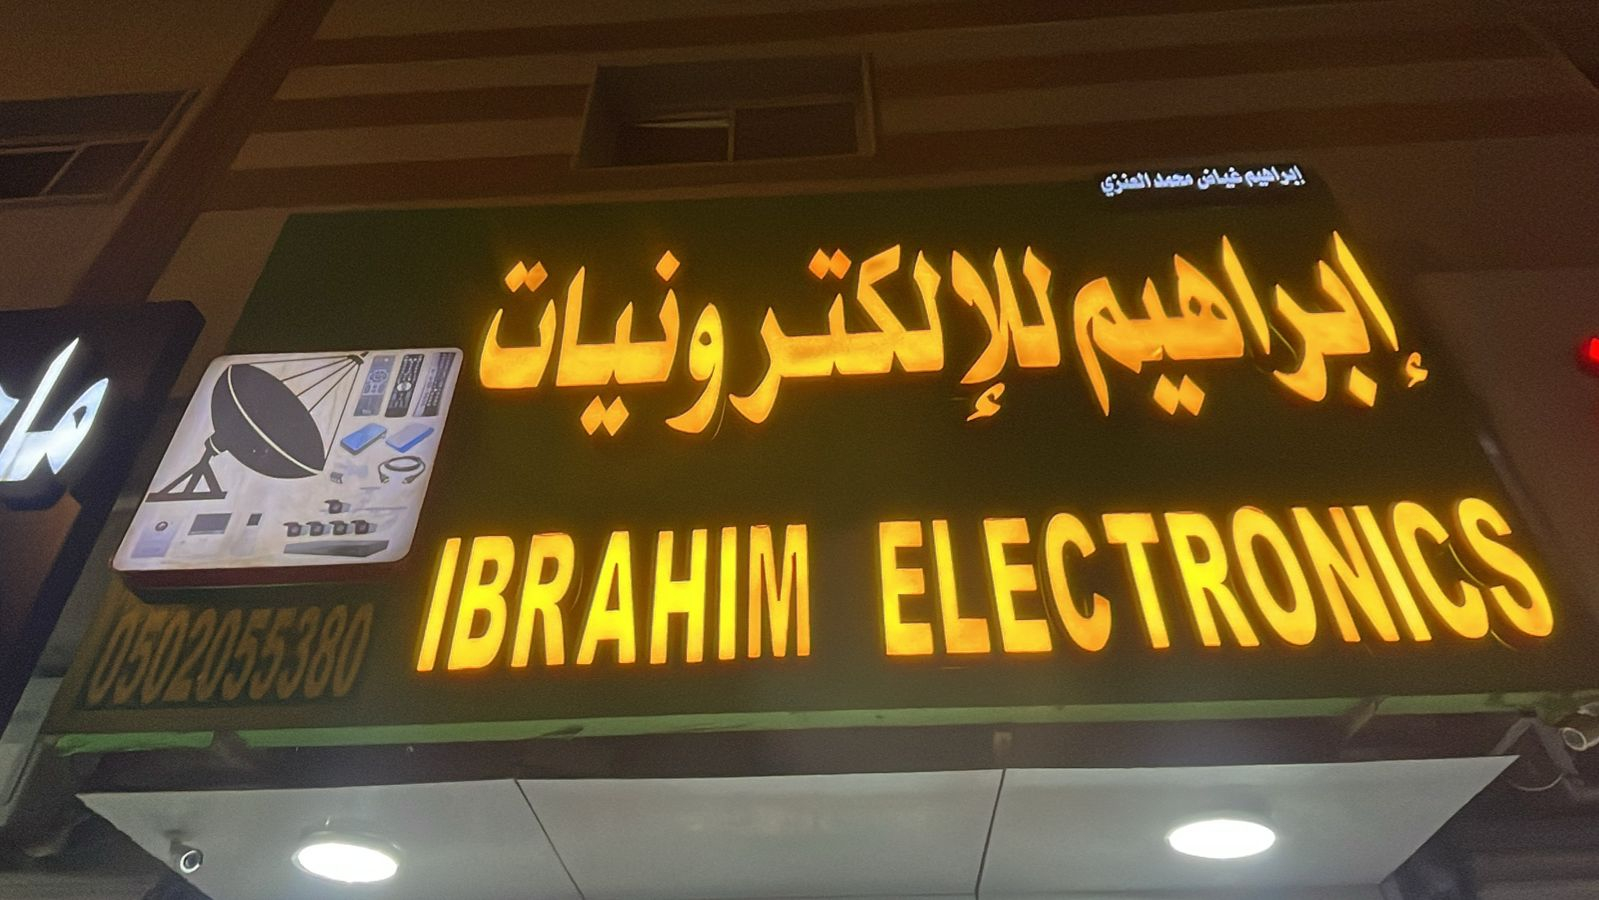 إبراهيم غياض محمد العنزي
إبراهيم للإلكترونيات
IBRAHIM ELECTRONICS
0502055380